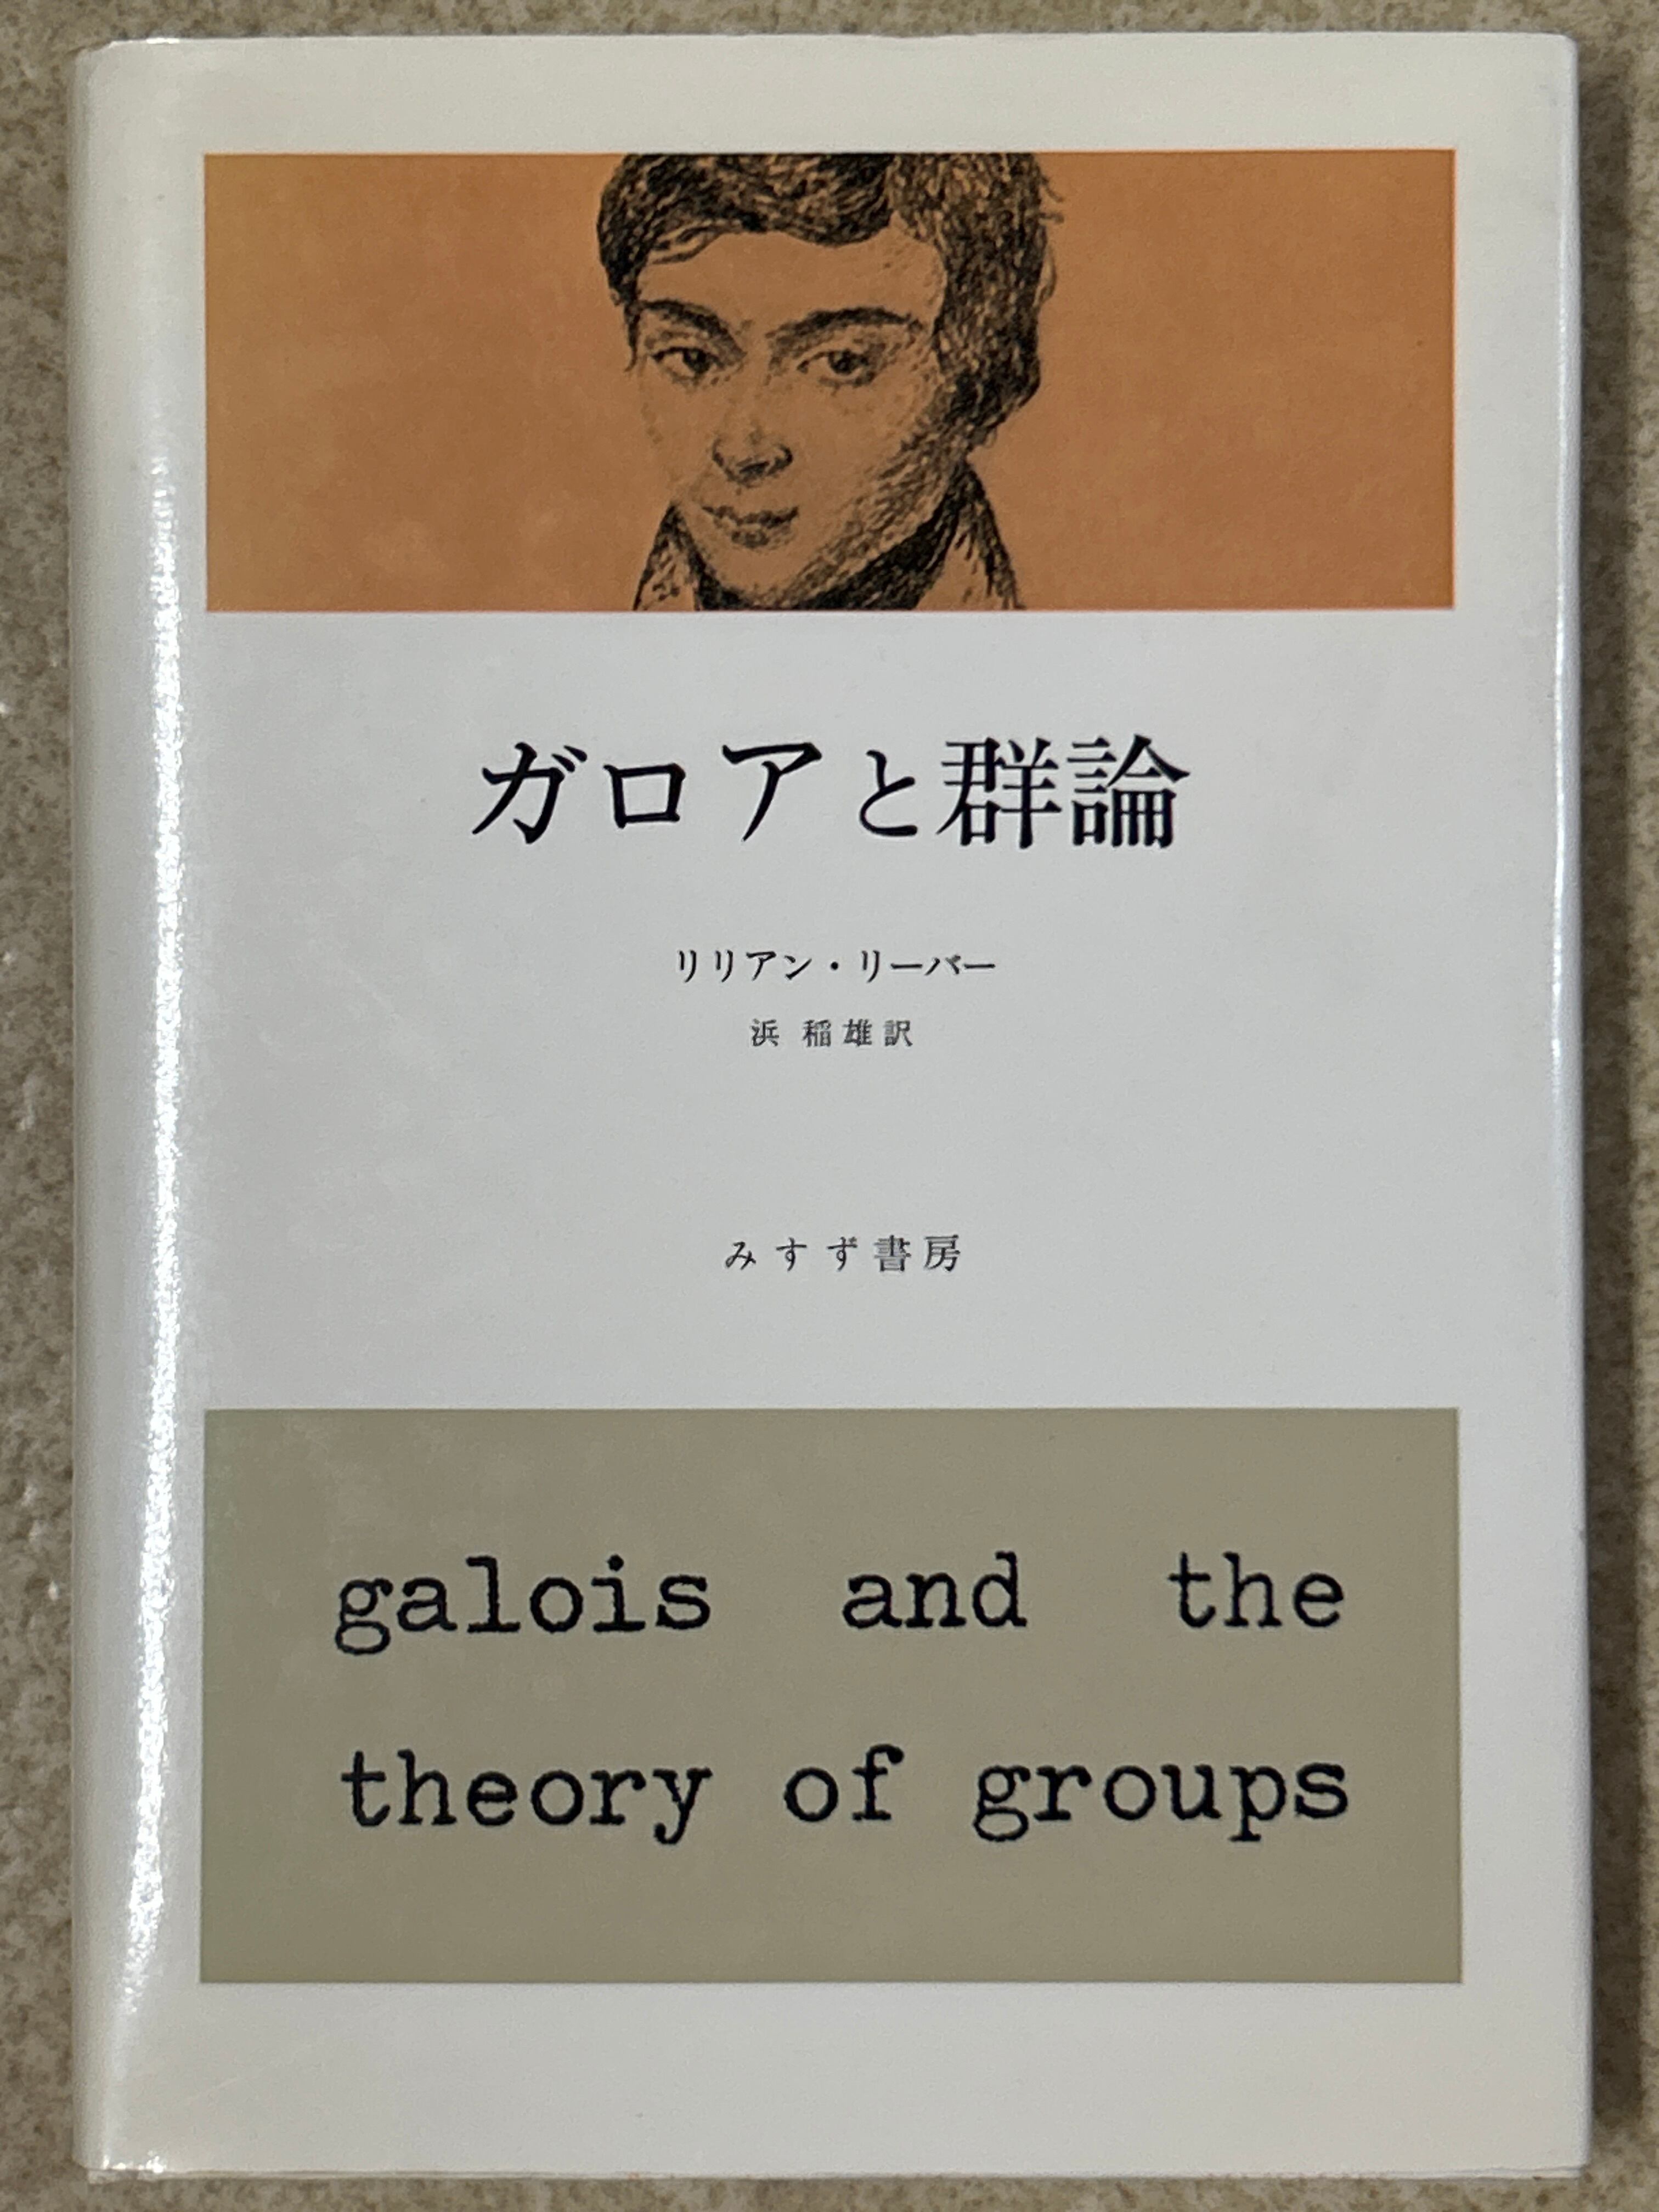 ガロアと群論
リリアン・リーバー
浜 稲雄訳
みすず書房
galois and the
theory of groups